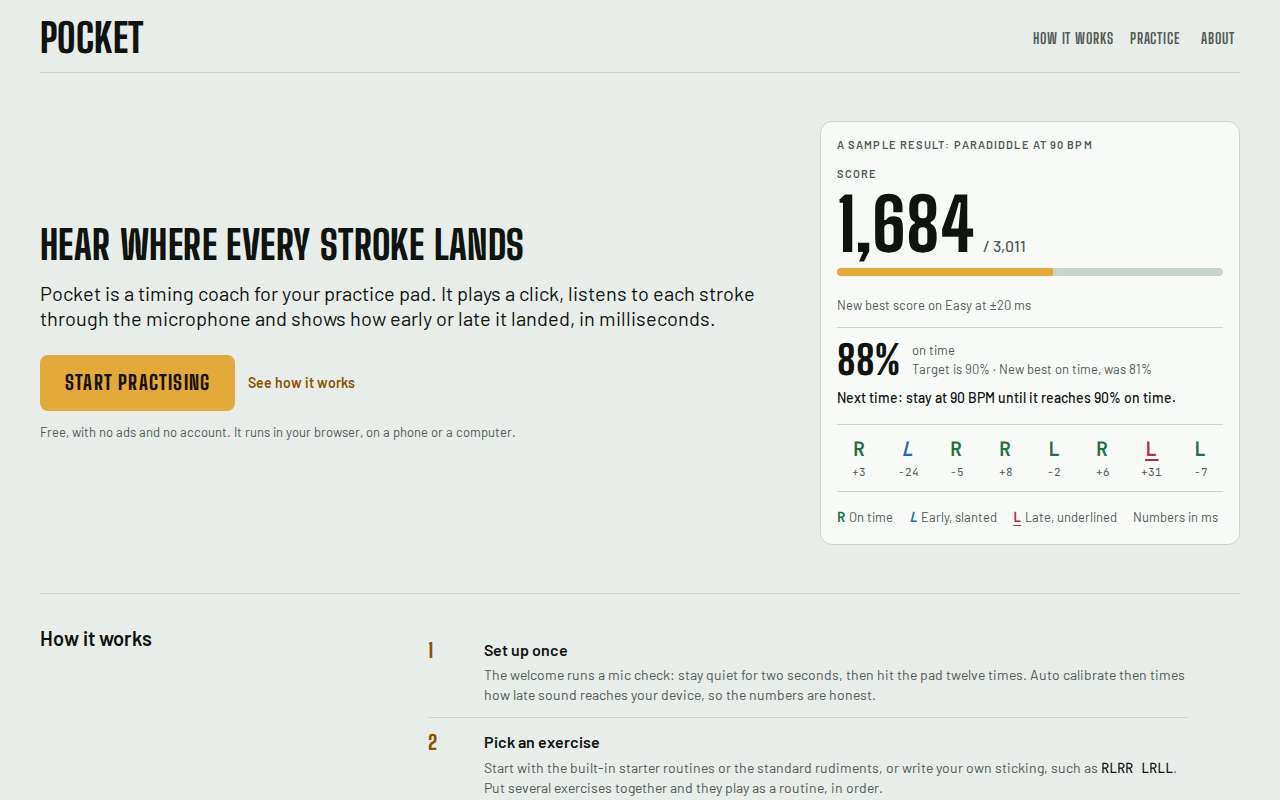 POCKET
HOW IT WORKS PRACTICE ABOUT
HEAR WHERE EVERY STROKE LANDS
Pocket is a timing coach for your practice pad. It plays a click, listens to each stroke
through the microphone and shows how early or late it landed, in milliseconds.
START PRACTISING
See how it works
Free, with no ads and no account. It runs in your browser, on a phone or a computer.
A SAMPLE RESULT: PARADIDDLE AT 90 BPM
SCORE
1,684 / 3,011
New best score on Easy at ±20 ms
88%
on time
Target is 90% · New best on time, was 81%
Next time: stay at 90 BPM until it reaches 90% on time.
R L R R L R L L
+3 -24 -5 +8 -2 +6 +31 -7
R On time L Early, slanted L Late, underlined Numbers in ms
How it works
1
Set up once
The welcome runs a mic check: stay quiet for two seconds, then hit the pad twelve times. Auto calibrate then times
how late sound reaches your device, so the numbers are honest.
2
Pick an exercise
Start with the built-in starter routines or the standard rudiments, or write your own sticking, such as RLRR LRLL.
Put several exercises together and they play as a routine, in order.